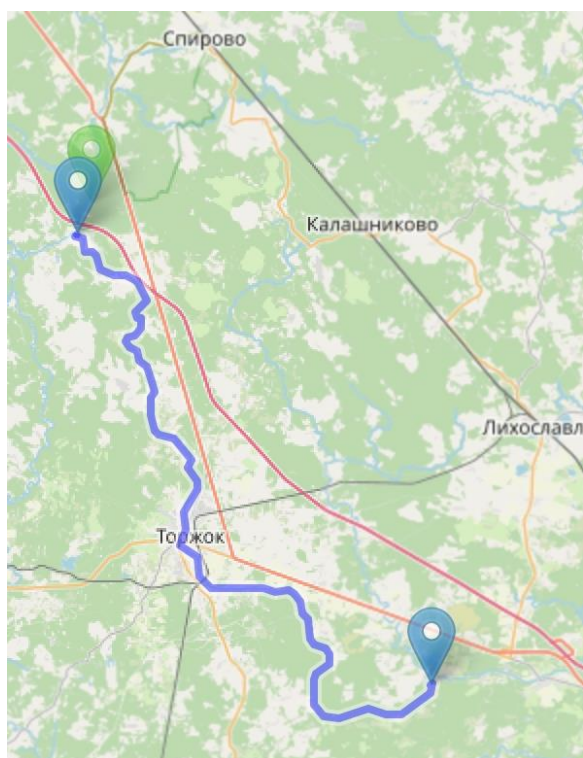 Спирово
Калашниково
Лихославл
Торжок